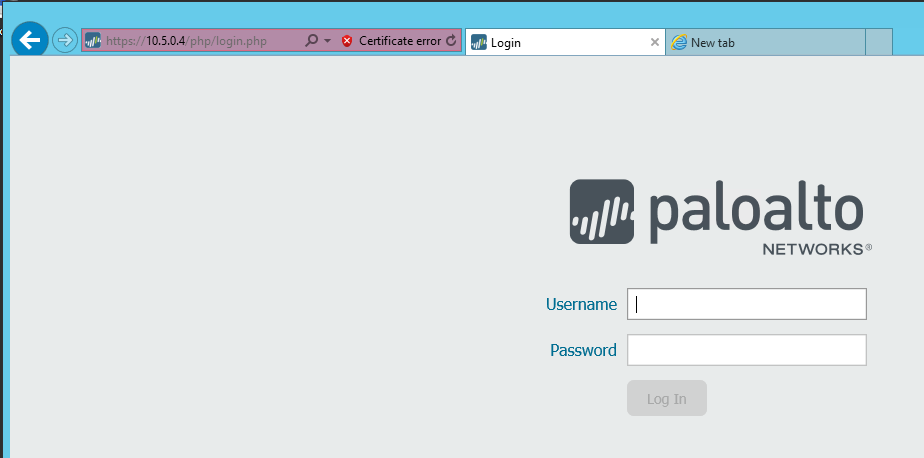 https://10.5.0.4/php/login.php Certificate error Login New tab
paloalto
NETWORKS®
Username
Password
Log In